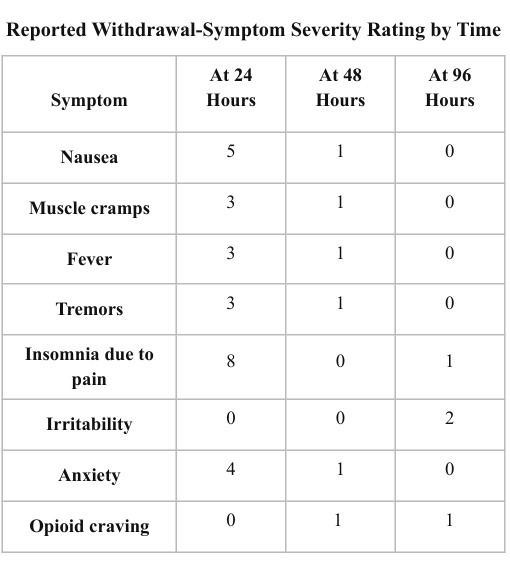 Reported Withdrawal-Symptom Severity Rating by Time
Symptom At 24 Hours At 48 Hours At 96 Hours
Nausea 5 1 0
Muscle cramps 3 1 0
Fever 3 1 0
Tremors 3 1 0
Insomnia due to pain 8 0 1
Irritability 0 0 2
Anxiety 4 1 0
Opioid craving 0 1 1